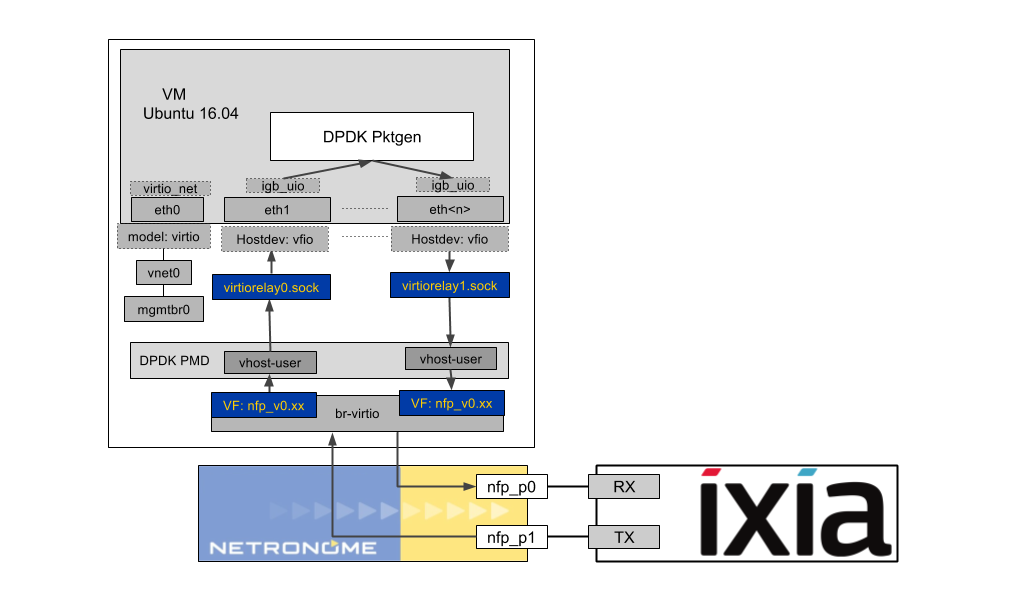 VM
Ubuntu 16.04
DPDK Pktgen
virtio_net
igb_uio
igb_uio
eth0
eth1
eth<n>
model: virtio
Hostdev: vfio
Hostdev: vfio
vnet0
virtiorelay0.sock
virtiorelay1.sock
mgmtbr0
DPDK PMD
vhost-user
vhost-user
VF: nfp_v0.xx
br-virtio
VF: nfp_v0.xx
nfp_p0
RX
nfp_p1
TX
NETRONOME
ixia